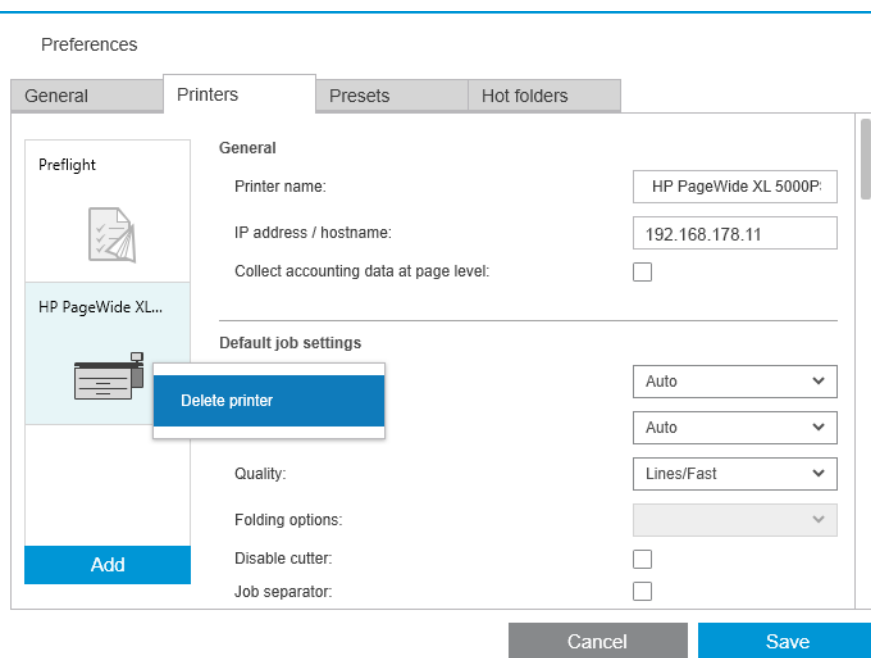 Preferences
General
Printers
Presets
Hot folders
Preflight
HP PageWide XL...
Add
General
Printer name:
HP PageWide XL 5000P
IP address / hostname:
192.168.178.11
Collect accounting data at page level:
Default job settings
Delete printer
Auto
Auto
Quality:
Lines/Fast
Folding options:
Disable cutter:
Job separator:
Cancel
Save